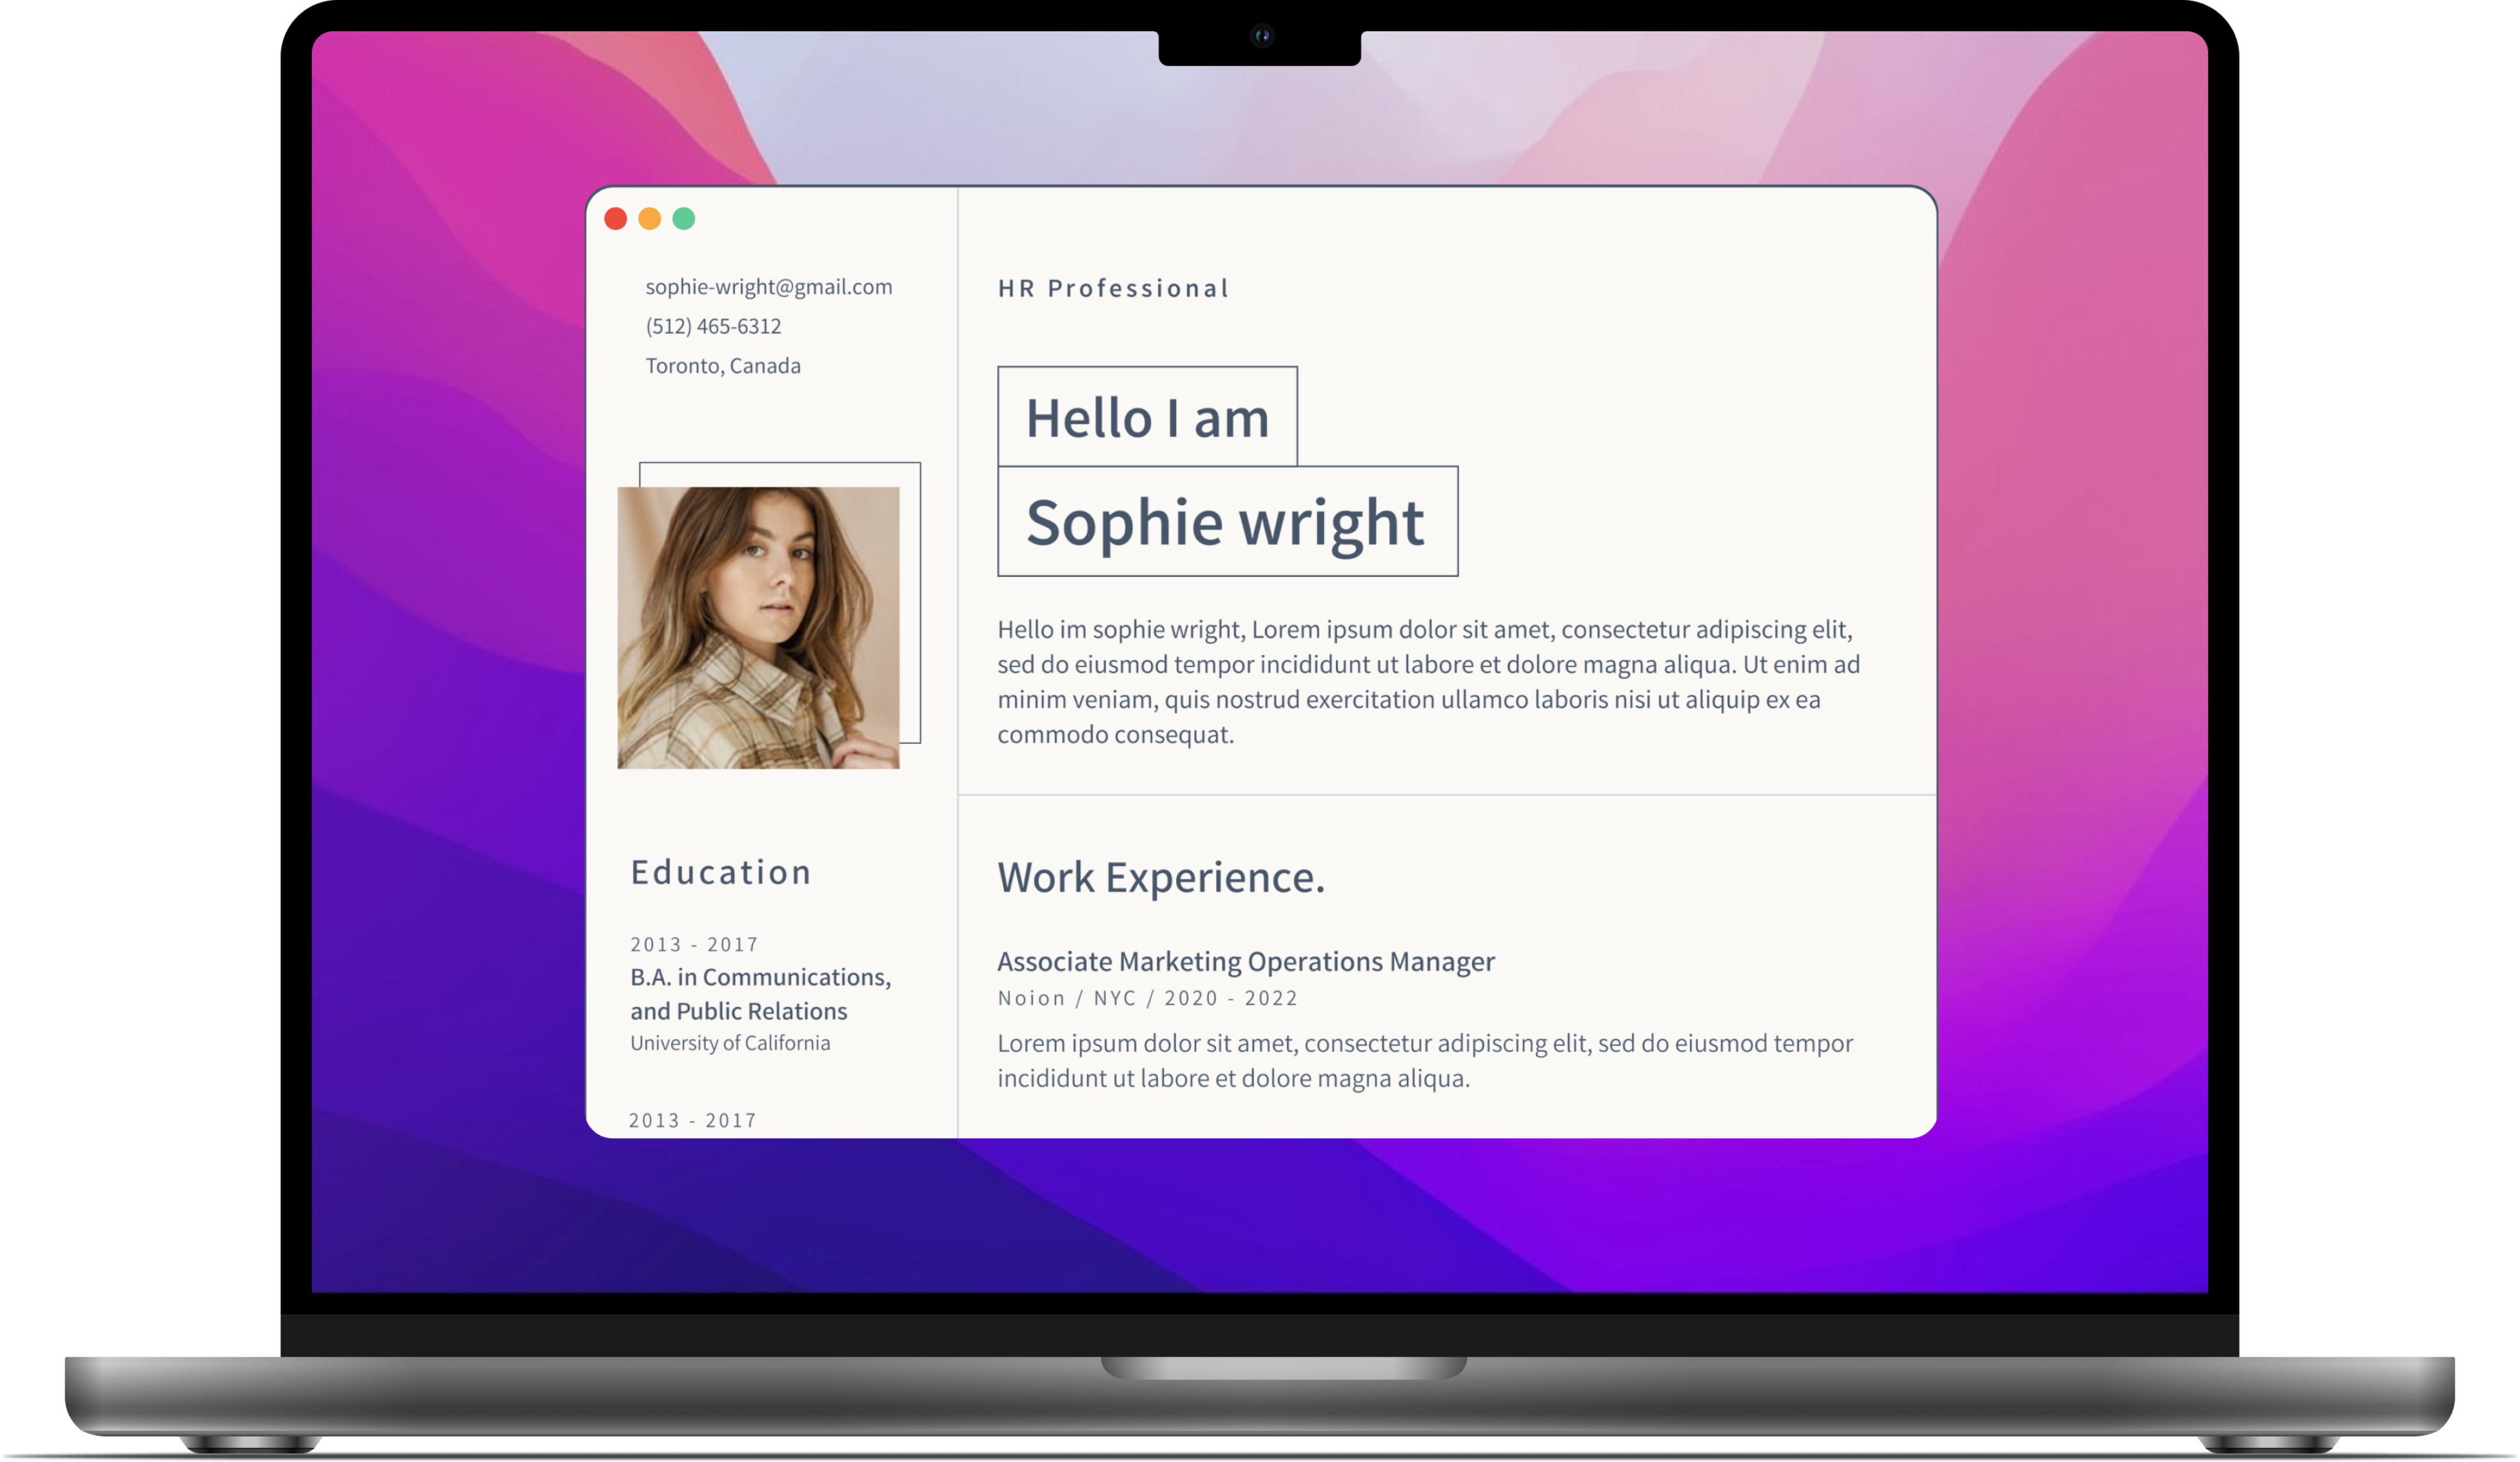 sophie-wright@gmail.com
(512) 465-6312
Toronto, Canada
Education
2013 - 2017
B.A. in Communications,
and Public Relations
University of California
2013 - 2017
HR Professional
Hello I am
Sophie wright
Hello im sophie wright, Lorem ipsum dolor sit amet, consectetur adipiscing elit,
sed do eiusmod tempor incididunt ut labore et dolore magna aliqua. Ut enim ad
minim veniam, quis nostrud exercitation ullamco laboris nisi ut aliquip ex ea
commodo consequat.
Work Experience.
Associate Marketing Operations Manager
Noion / NYC / 2020 - 2022
Lorem ipsum dolor sit amet, consectetur adipiscing elit, sed do eiusmod tempor
incididunt ut labore et dolore magna aliqua.